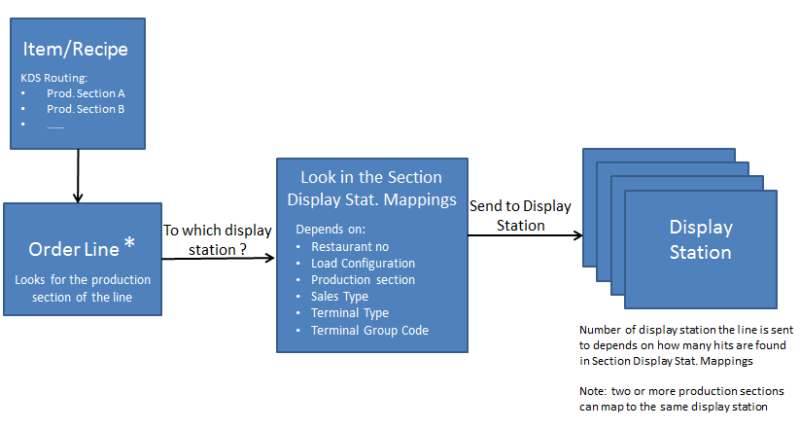 Item/Recipe
KDS Routing:
• Prod. Section A
• Prod. Section B
• ......
Order Line *
Looks for the production
section of the line
To which display
station ?
Look in the Section
Display Stat. Mappings
Depends on:
• Restaurant no
• Load Configuration
• Production section
• Sales Type
• Terminal Type
• Terminal Group Code
Send to Display
Station
Display
Station
Number of display station the line is sent
to depends on how many hits are found
in Section Display Stat. Mappings
Note: two or more production sections
can map to the same display station